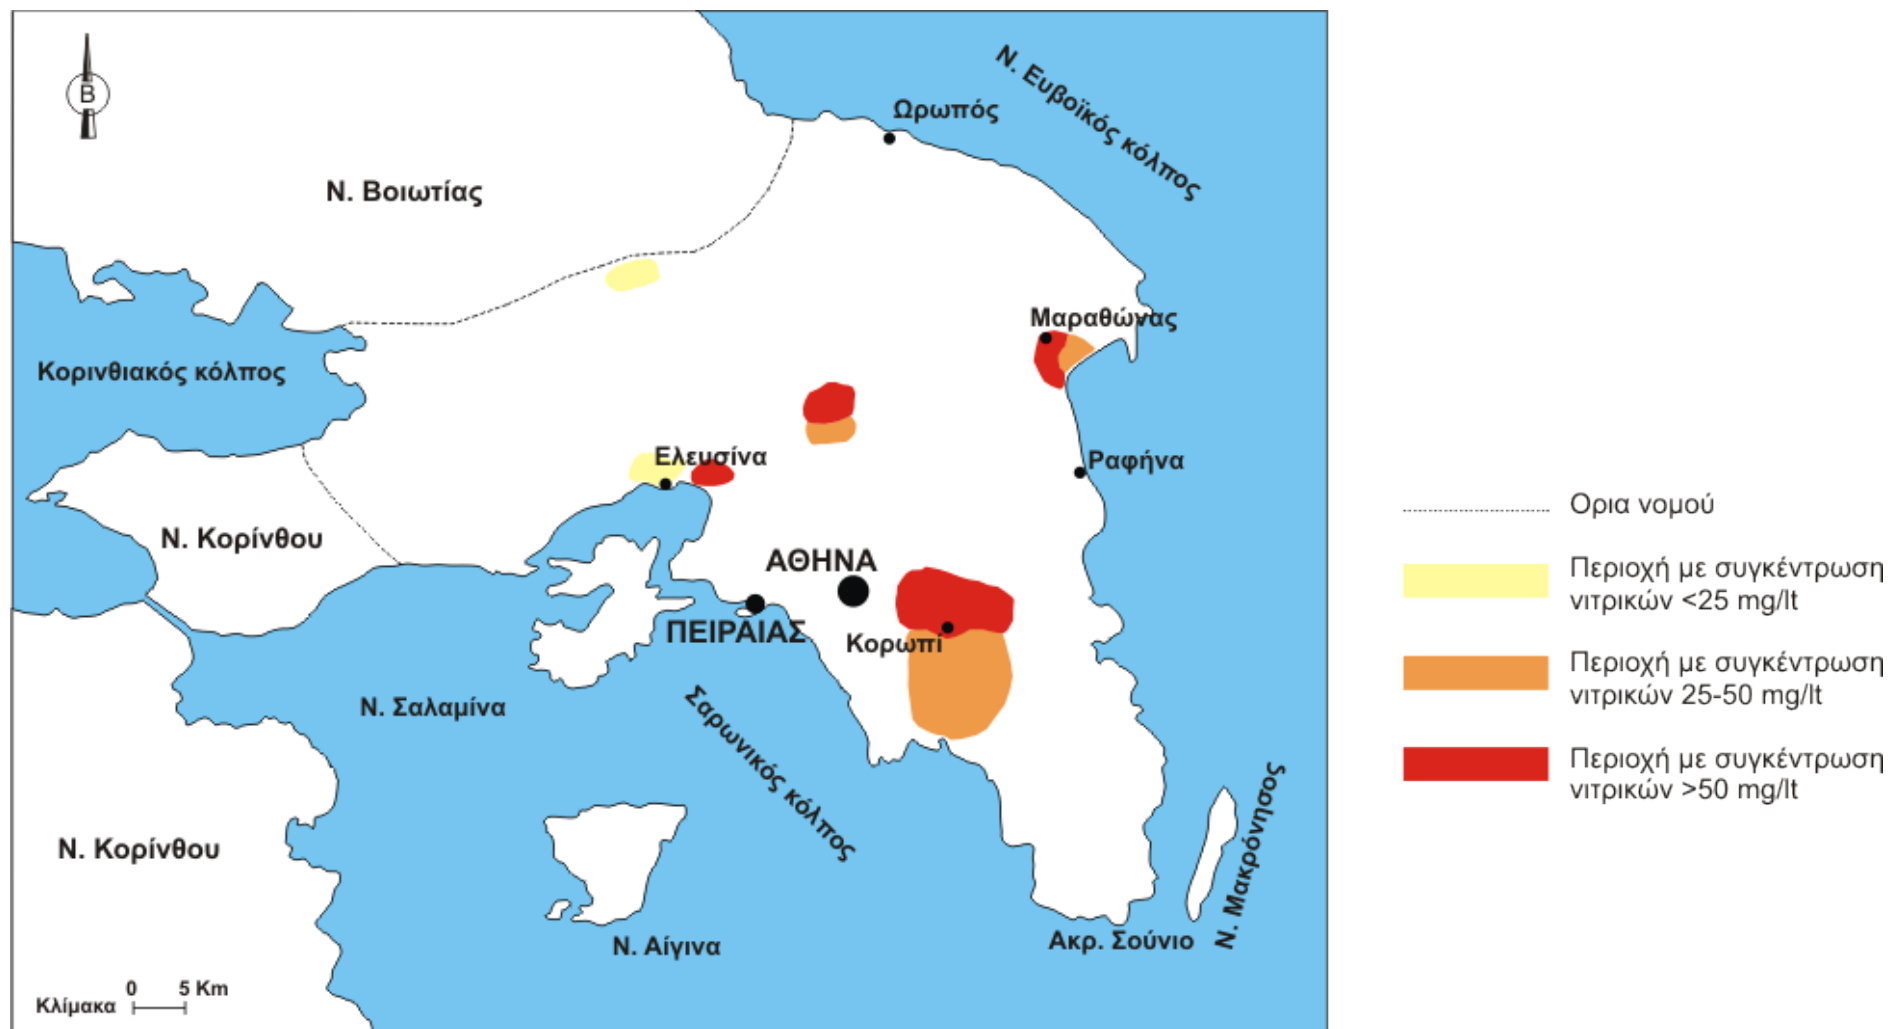 Β
Ν. Ευβοϊκός κόλπος
Ωρωπός
Ν. Βοιωτίας
Μαραθώνας
Κορινθιακός κόλπος
Ελευσίνα
Ραφήνα
Ν. Κορίνθου
ΑΘΗΝΑ
ΠΕΙΡΑΙΑΣ
Κορωπί
Ν. Σαλαμίνα
Σαρωνικός κόλπος
Ν. Κορίνθου
Ν. Μακρόνησος
Ν. Αίγινα
Ακρ. Σούνιο
0 5 Km
Κλίμακα
Ορια νομού
Περιοχή με συγκέντρωση
νιτρικών <25 mg/lt
Περιοχή με συγκέντρωση
νιτρικών 25-50 mg/lt
Περιοχή με συγκέντρωση
νιτρικών >50 mg/lt